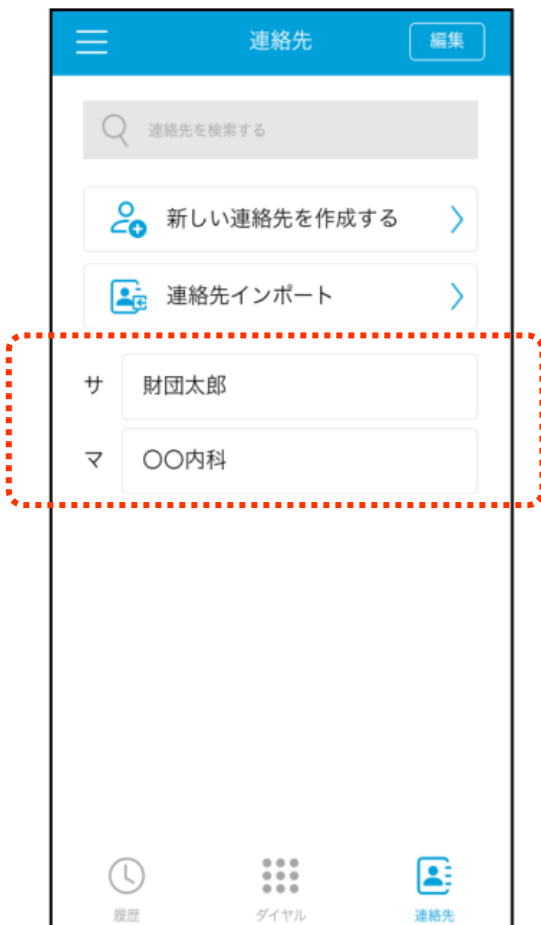 連絡先 編集
連絡先を検索する
新しい連絡先を作成する
連絡先インポート
サ 財団太郎
マ 〇〇内科
履歴 ダイヤル 連絡先